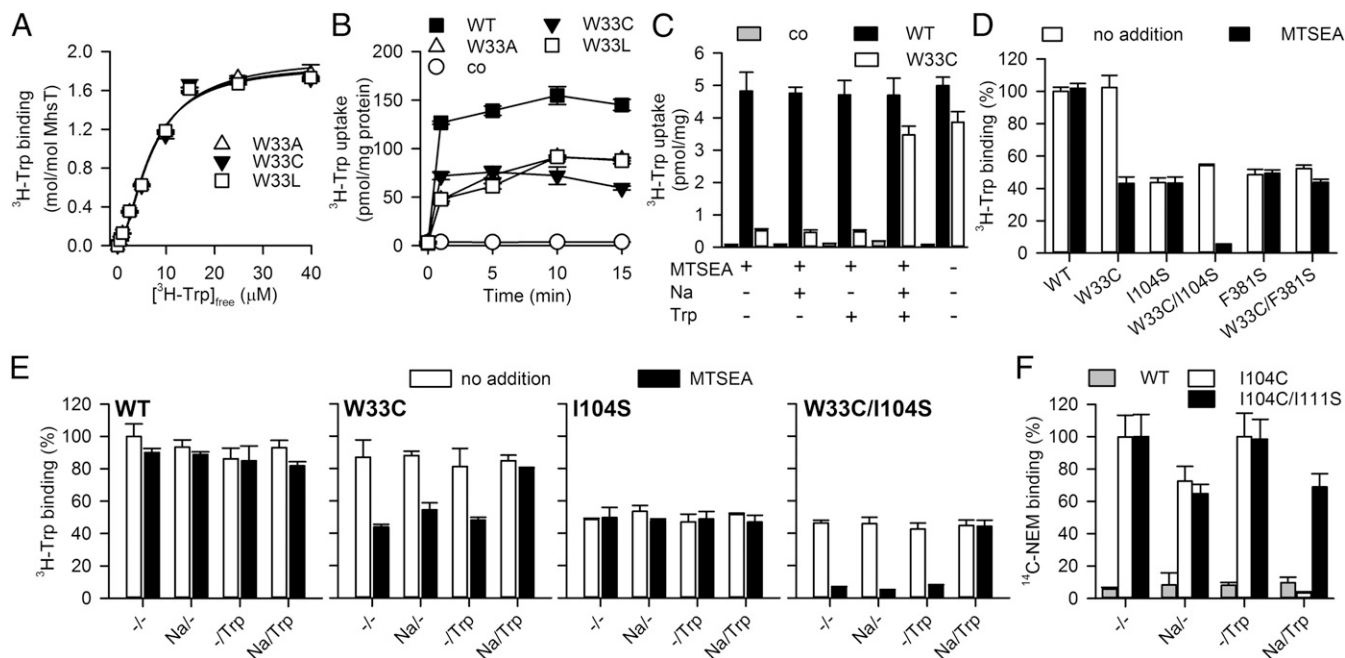 A
³H-Trp binding
(mol/mol MhsT)
1.8
1.2
0.6
0.0
W33A
W33C
W33L
0 10 20 30 40
[³H-Trp]free (µM)
B
WT
W33C
W33A
W33L
co
³H-Trp uptake
(pmol/mg protein)
200
150
100
50
0
0 5 10 15
Time (min)
C
co
WT
W33C
³H-Trp uptake
(pmol/mg)
6
5
4
3
2
1
0
MTSEA + + + + -
Na - + - + -
Trp - - + + -
D
no addition
MTSEA
³H-Trp binding (%)
120
100
80
60
40
20
0
WT
W33C
I104S
W33C/I104S
F381S
W33C/F381S
E
no addition
MTSEA
³H-Trp binding (%)
120
100
80
60
40
20
0
WT
-/- Na/- -/Trp Na/Trp
W33C
-/- Na/- -/Trp Na/Trp
I104S
-/- Na/- -/Trp Na/Trp
W33C/I104S
-/- Na/- -/Trp Na/Trp
F
WT
I104C
I104C/I111S
¹⁴C-NEM binding (%)
120
100
80
60
40
20
0
-/- Na/- -/Trp Na/Trp